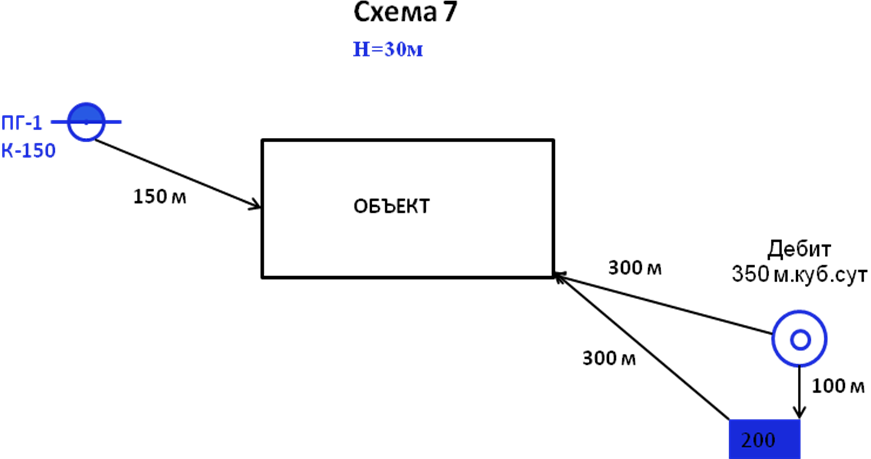 Схема 7
Н=30м
ПГ-1
К-150
150 м
ОБЪЕКТ
Дебит
350 м.куб.сут
300 м
300 м
100 м
200